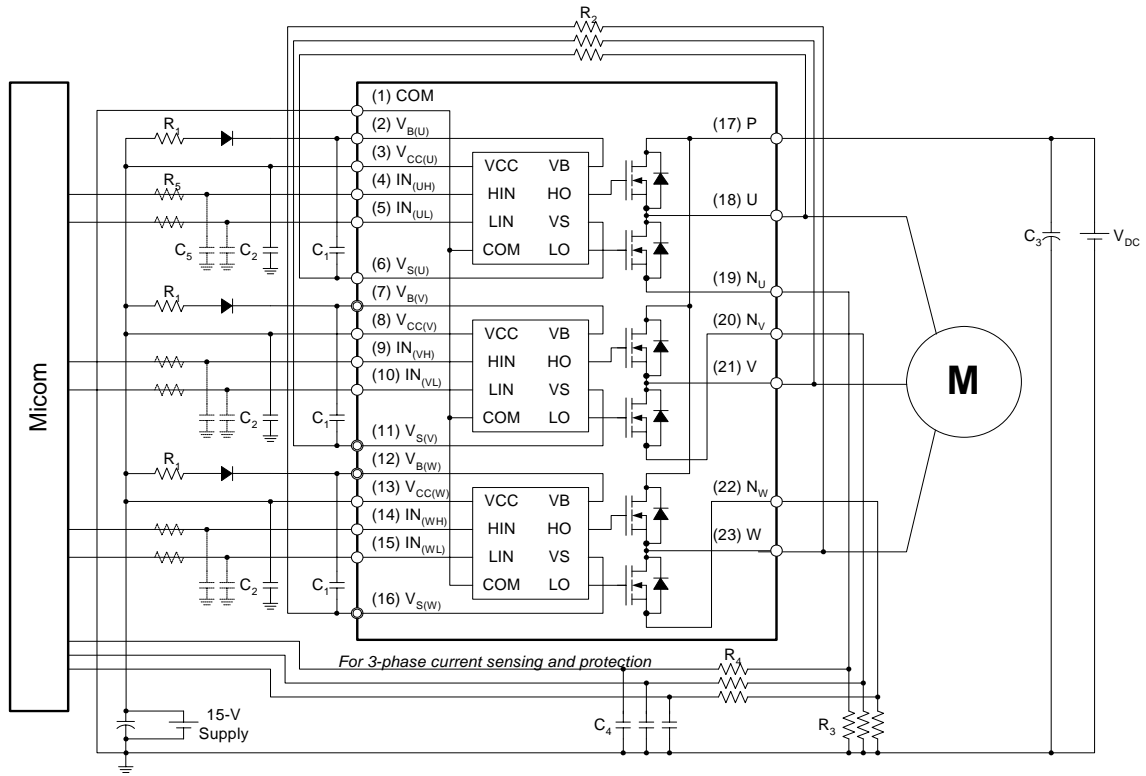 R2
(1) COM
(2) VB(U)
(3) VCC(U)
(4) IN(UH)
(5) IN(UL)
(6) VS(U)
(7) VB(V)
(8) VCC(V)
(9) IN(VH)
(10) IN(VL)
(11) VS(V)
(12) VB(W)
(13) VCC(W)
(14) IN(WH)
(15) IN(WL)
(16) VS(W)
(17) P
(18) U
(19) NU
(20) NV
(21) V
(22) NW
(23) W
VCC VB
HIN HO
LIN VS
COM LO
VCC VB
HIN HO
LIN VS
COM LO
VCC VB
HIN HO
LIN VS
COM LO
R1
R5
C5
C2
C1
R1
C2
C1
R1
C2
C1
Micom
C3
VDC
M
For 3-phase current sensing and protection
R4
15-V
Supply
C4
R3